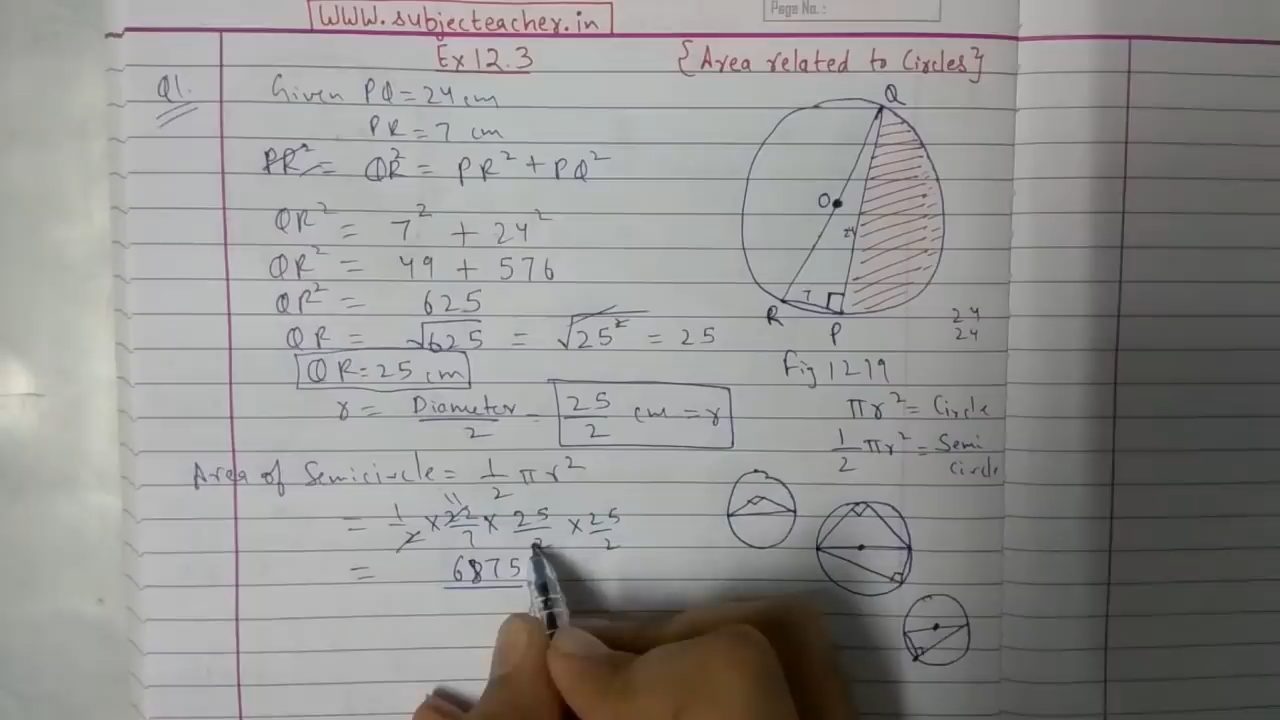 WWW.subjecteacher.in
Page No.:
Ex 12.3
{Area related to Circles}
Q1.
Given PQ = 24 cm
PR = 7 cm
PR² = QR² = PR² + PQ²
QR² = 7² + 24²
QR² = 49 + 576
QR² = 625
QR = √625 = √25² = 25
QR = 25 cm
r = Diameter/2 = 25/2 cm = r
Area of Semicircle = 1/2 πr²
= 1/2 × 22/7 × 25/2 × 25/2
11
= 6875
Q
O
24
7
R
P
24
24
Fig 12.19
πr² = Circle
1/2 πr² = Semi
circle